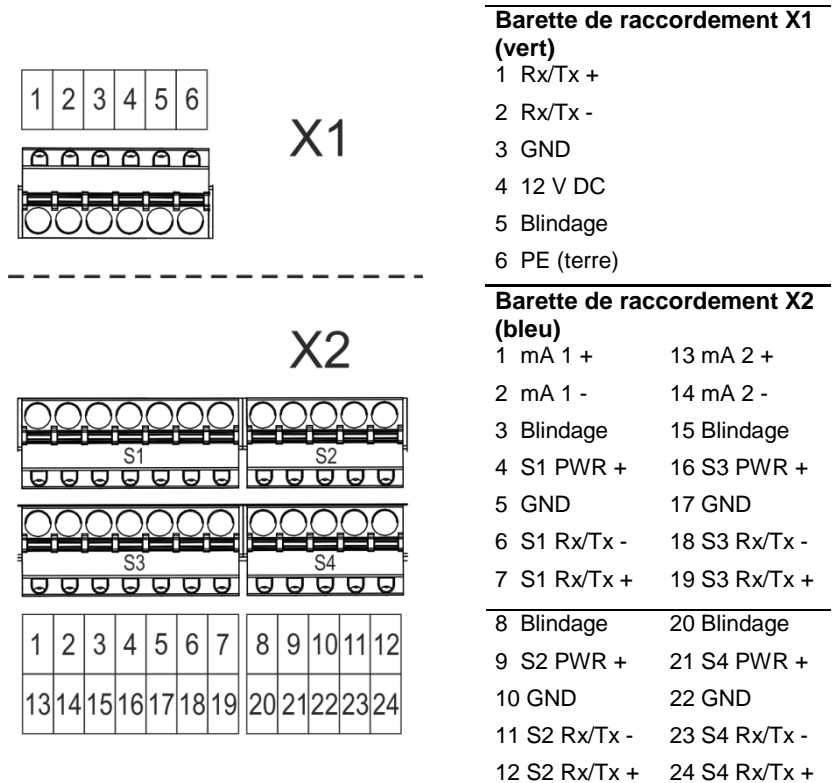 1 2 3 4 5 6
X1
X2
S1 S2
S3 S4
1 2 3 4 5 6 7 8 9 10 11 12
13 14 15 16 17 18 19 20 21 22 23 24
Barette de raccordement X1
(vert)
1 Rx/Tx +
2 Rx/Tx -
3 GND
4 12 V DC
5 Blindage
6 PE (terre)
Barette de raccordement X2
(bleu)
1 mA 1 + 13 mA 2 +
2 mA 1 - 14 mA 2 -
3 Blindage 15 Blindage
4 S1 PWR + 16 S3 PWR +
5 GND 17 GND
6 S1 Rx/Tx - 18 S3 Rx/Tx -
7 S1 Rx/Tx + 19 S3 Rx/Tx +
8 Blindage 20 Blindage
9 S2 PWR + 21 S4 PWR +
10 GND 22 GND
11 S2 Rx/Tx - 23 S4 Rx/Tx -
12 S2 Rx/Tx + 24 S4 Rx/Tx +